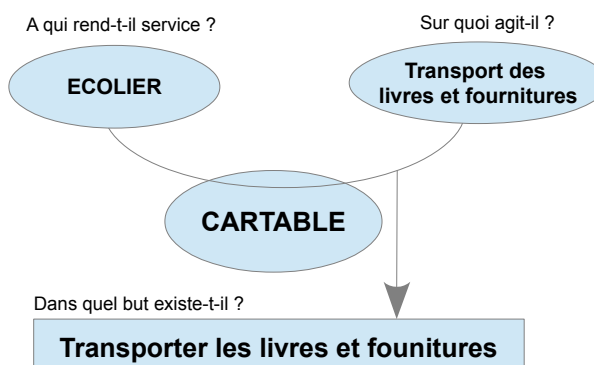 A qui rend-t-il service ?
Sur quoi agit-il ?
ECOLIER
Transport des
livres et fournitures
CARTABLE
Dans quel but existe-t-il ?
Transporter les livres et founitures